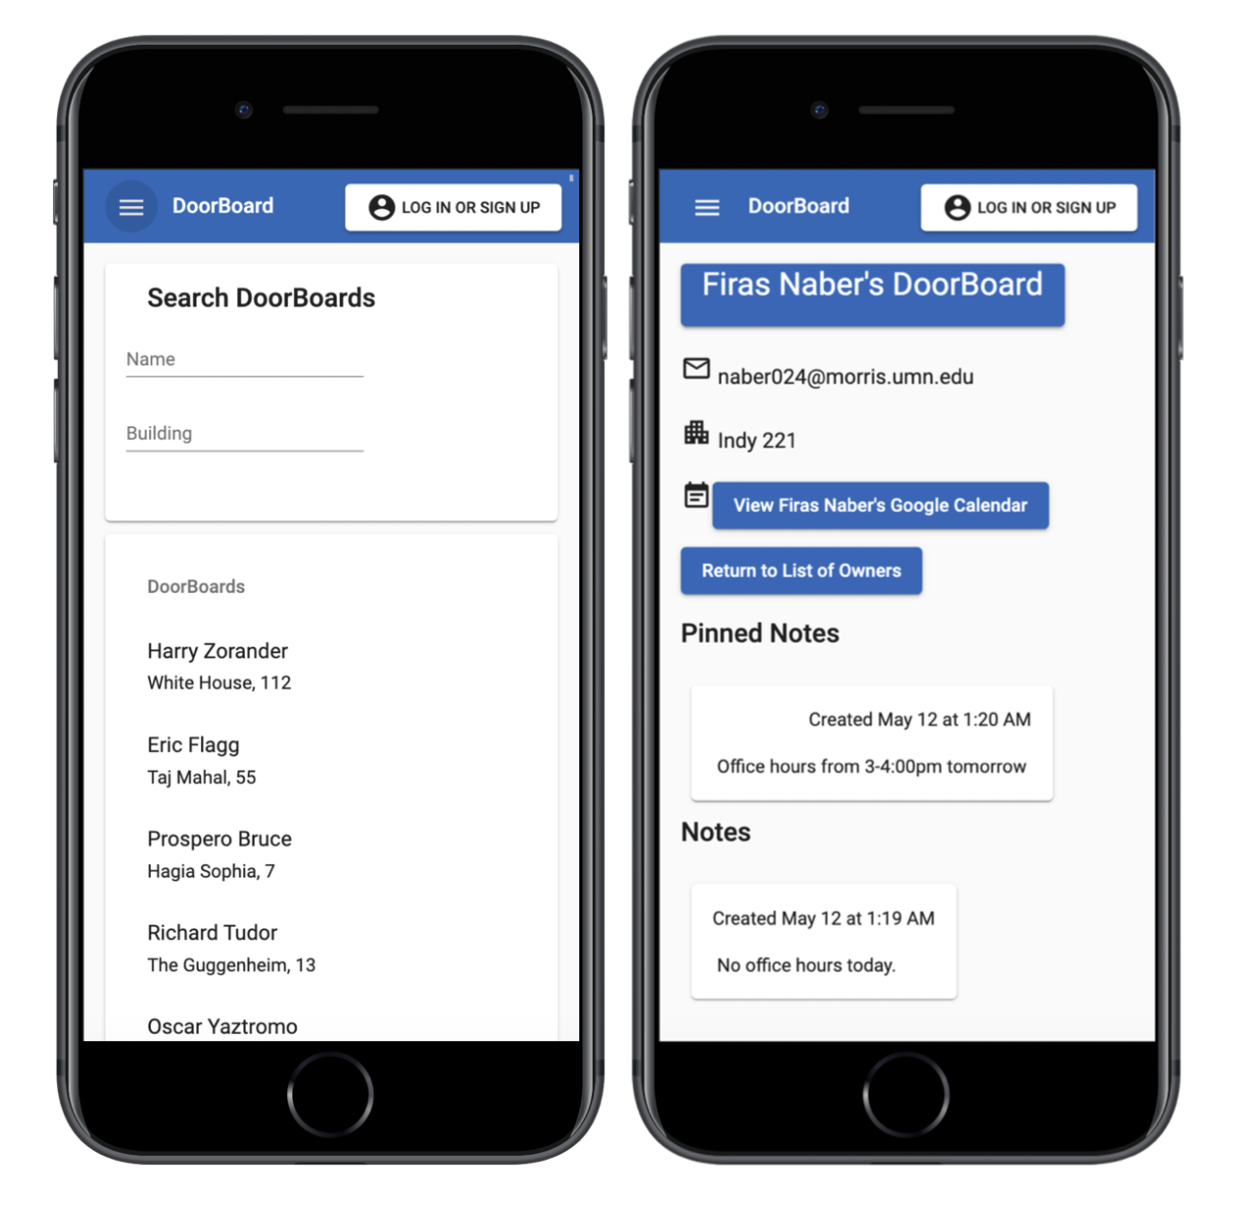 DoorBoard
LOG IN OR SIGN UP
Search DoorBoards
Name
Building
DoorBoards
Harry Zorander
White House, 112
Eric Flagg
Taj Mahal, 55
Prospero Bruce
Hagia Sophia, 7
Richard Tudor
The Guggenheim, 13
Oscar Yaztromo
DoorBoard
LOG IN OR SIGN UP
Firas Naber's DoorBoard
naber024@morris.umn.edu
Indy 221
View Firas Naber's Google Calendar
Return to List of Owners
Pinned Notes
Created May 12 at 1:20 AM
Office hours from 3-4:00pm tomorrow
Notes
Created May 12 at 1:19 AM
No office hours today.